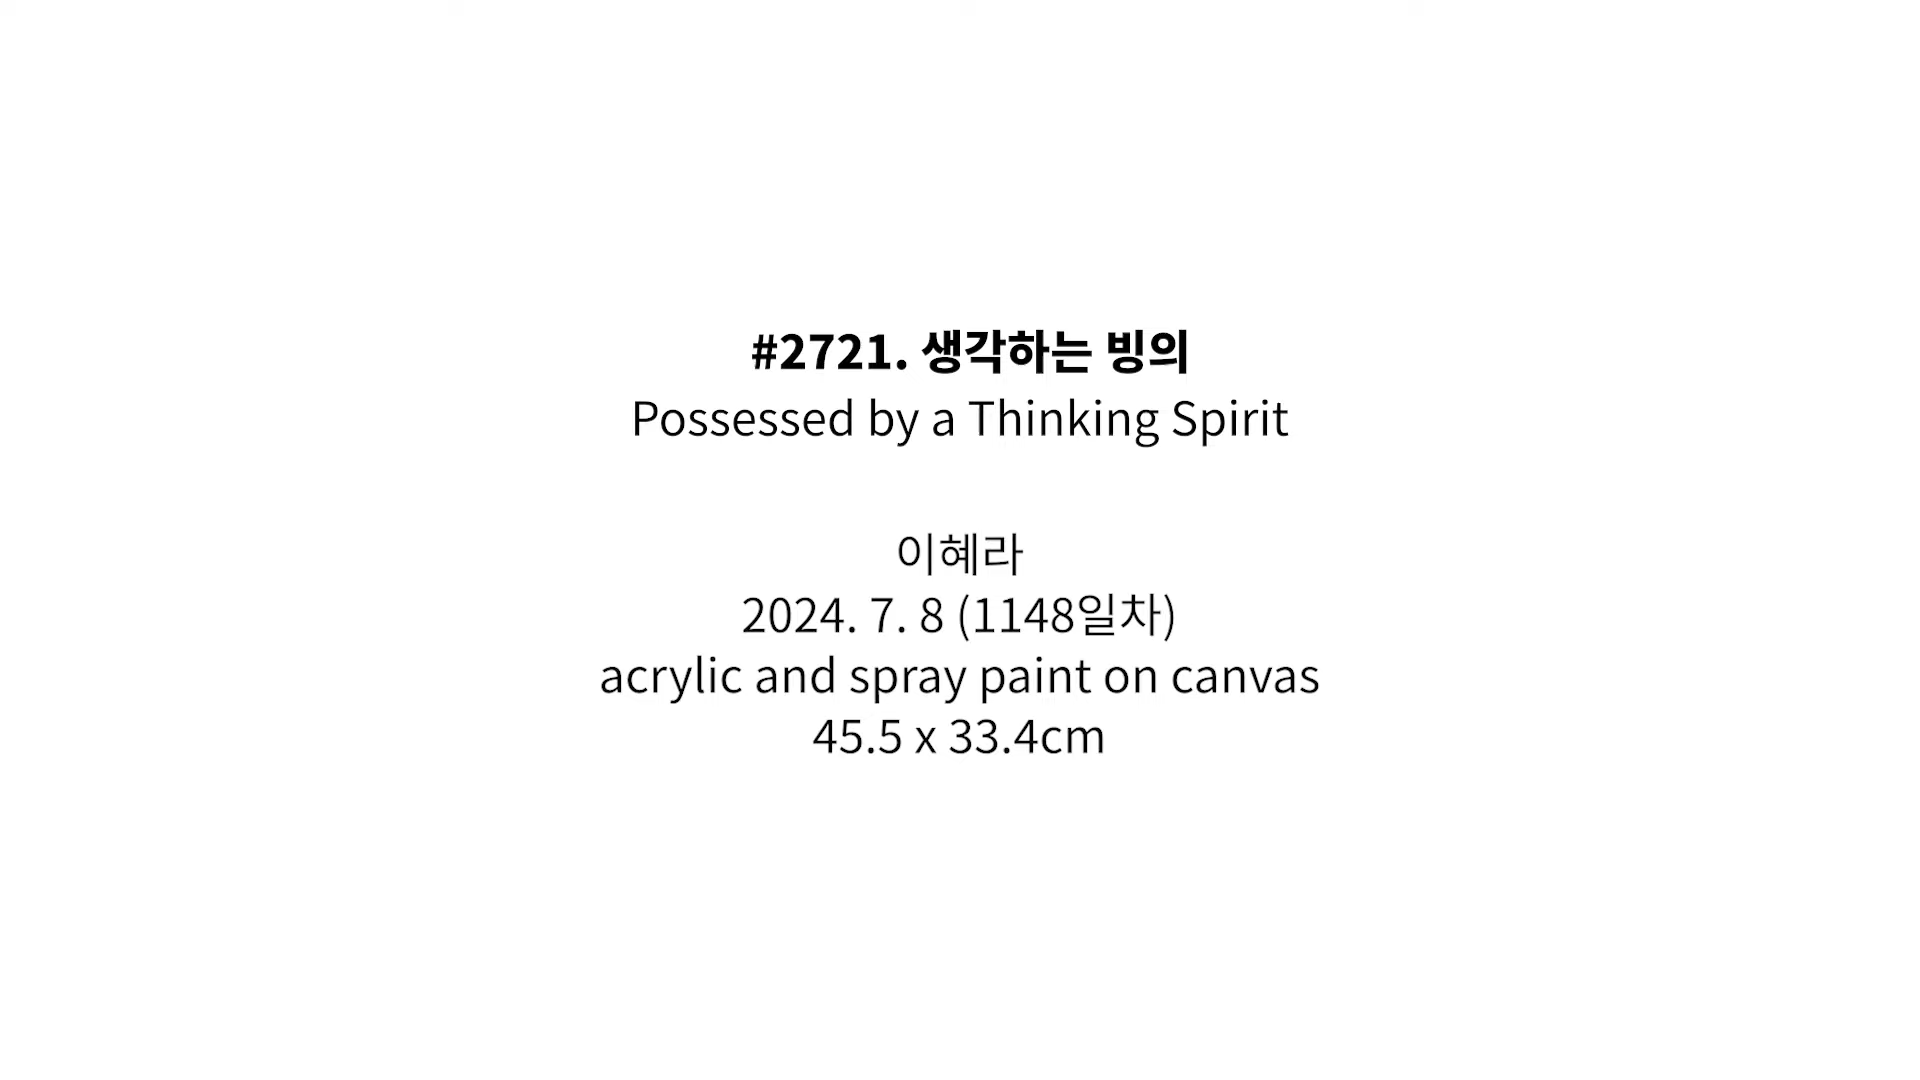 #2721. 생각하는 빙의
Possessed by a Thinking Spirit
이혜라
2024. 7. 8 (1148일차)
acrylic and spray paint on canvas
45.5 x 33.4cm